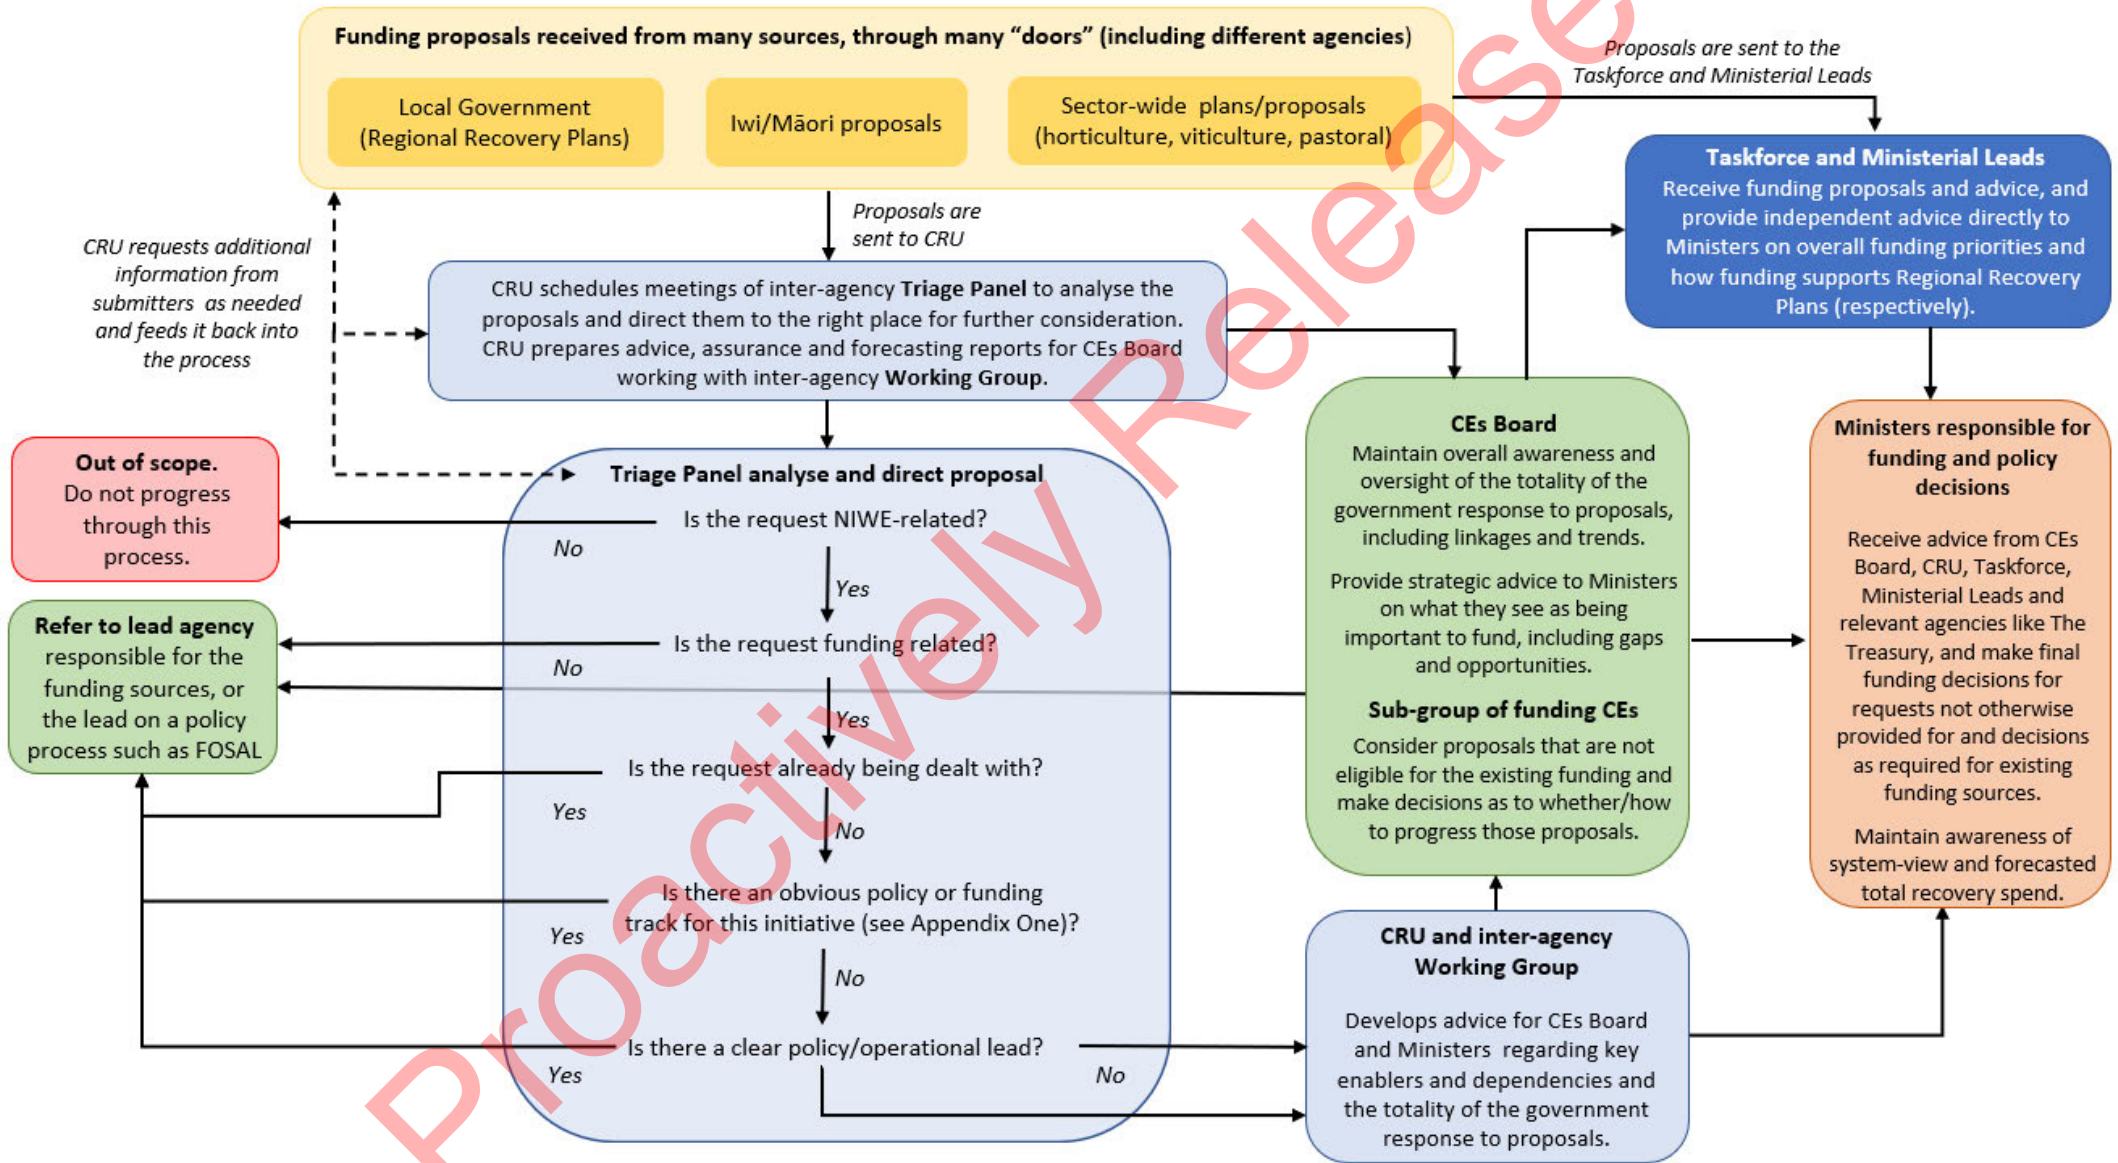 Funding proposals received from many sources, through many “doors” (including different agencies)
Local Government
(Regional Recovery Plans)
Iwi/Māori proposals
Sector-wide plans/proposals
(horticulture, viticulture, pastoral)
Proposals are sent to the
Taskforce and Ministerial Leads
Taskforce and Ministerial Leads
Receive funding proposals and advice, and
provide independent advice directly to
Ministers on overall funding priorities and
how funding supports Regional Recovery
Plans (respectively).
Proposals are
sent to CRU
CRU requests additional
information from
submitters as needed
and feeds it back into
the process
CRU schedules meetings of inter-agency Triage Panel to analyse the
proposals and direct them to the right place for further consideration.
CRU prepares advice, assurance and forecasting reports for CEs Board
working with inter-agency Working Group.
Out of scope.
Do not progress
through this
process.
Refer to lead agency
responsible for the
funding sources, or
the lead on a policy
process such as FOSAL
Triage Panel analyse and direct proposal
Is the request NIWE-related?
No
Yes
Is the request funding related?
No
Yes
Is the request already being dealt with?
Yes
No
Is there an obvious policy or funding
track for this initiative (see Appendix One)?
Yes
No
Is there a clear policy/operational lead?
Yes
No
CEs Board
Maintain overall awareness and
oversight of the totality of the
government response to proposals,
including linkages and trends.
Provide strategic advice to Ministers
on what they see as being
important to fund, including gaps
and opportunities.
Sub-group of funding CEs
Consider proposals that are not
eligible for the existing funding and
make decisions as to whether/how
to progress those proposals.
CRU and inter-agency
Working Group
Develops advice for CEs Board
and Ministers regarding key
enablers and dependencies and
the totality of the government
response to proposals.
Ministers responsible for
funding and policy
decisions
Receive advice from CEs
Board, CRU, Taskforce,
Ministerial Leads and
relevant agencies like The
Treasury, and make final
funding decisions for
requests not otherwise
provided for and decisions
as required for existing
funding sources.
Maintain awareness of
system-view and forecasted
total recovery spend.
Proactively Release